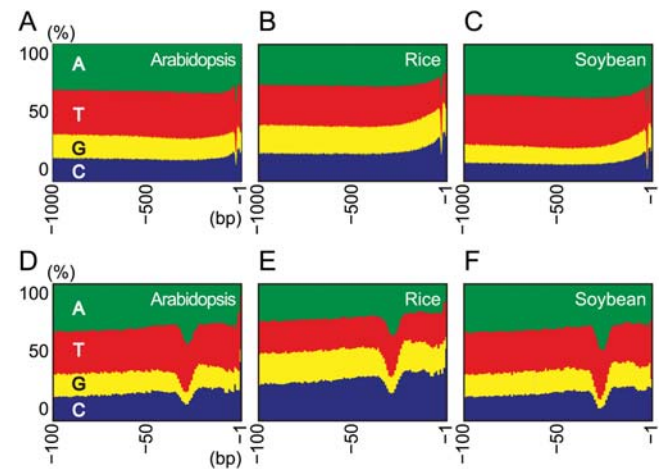 A B C
(%)
100
50
0
Arabidopsis
A
T
G
C
Rice
Soybean
-1000 -500 -1
(bp)
-1000 -500 -1
-1000 -500 -1
D E F
(%)
100
50
0
Arabidopsis
A
T
G
C
Rice
Soybean
-100 -50 -1
(bp)
-100 -50 -1
-100 -50 -1